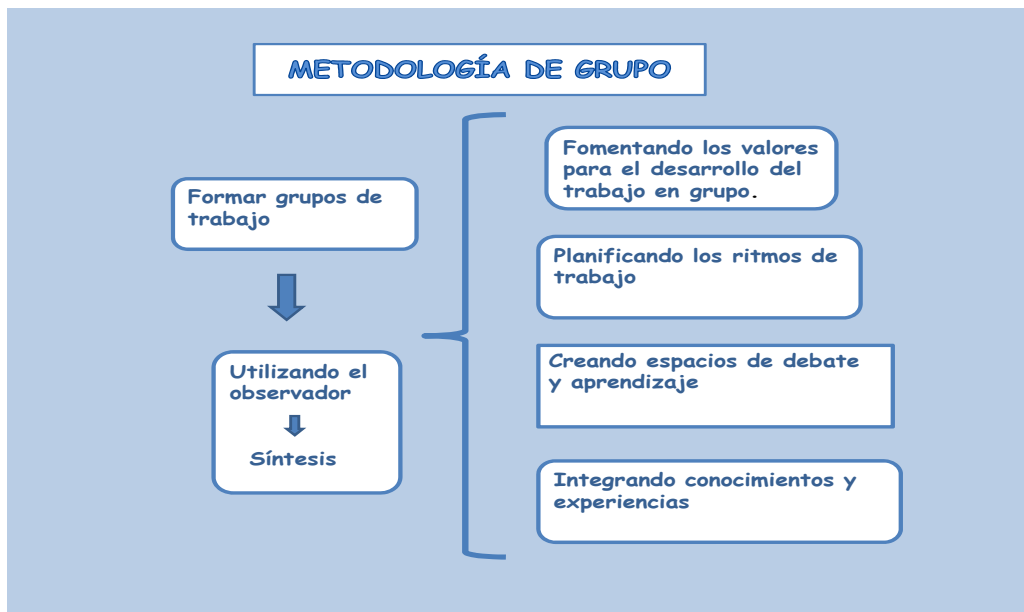 METODOLOGÍA DE GRUPO
Formar grupos de
trabajo
Utilizando el
observador
Síntesis
Fomentando los valores
para el desarrollo del
trabajo en grupo.
Planificando los ritmos de
trabajo
Creando espacios de debate
y aprendizaje
Integrando conocimientos y
experiencias